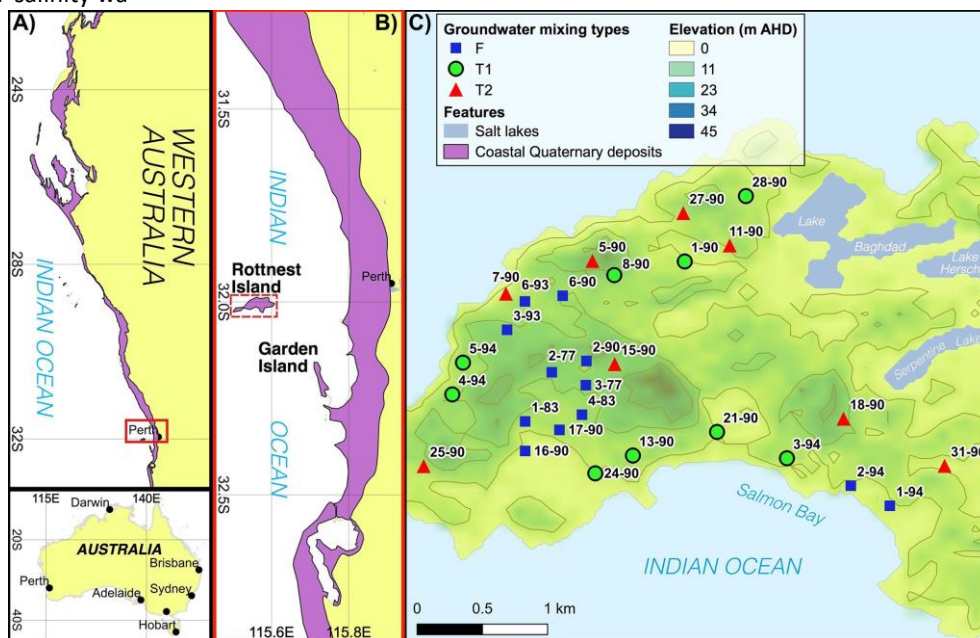 salinity wa
A)
24S
WESTERN
AUSTRALIA
28S
INDIAN OCEAN
Perth
32S
115E
140E
Darwin
20S
AUSTRALIA
Brisbane
Perth
Sydney
Adelaide
40S
Hobart
B)
31.5S
INDIAN
Perth
Rottnest
Island
32.0S
Garden
Island
OCEAN
32.5S
115.6E
115.8E
C)
Groundwater mixing types
F
T1
T2
Features
Salt lakes
Coastal Quaternary deposits
Elevation (m AHD)
0
11
23
34
45
28-90
27-90
Lake
11-90
Baghdad
5-90
1-90
8-90
Lake
Hersc
7-90
6-93
6-90
3-93
2-90
15-90
5-94
2-77
Serpentine Lake
4-94
3-77
4-83
1-83
18-90
21-90
17-90
25-90
16-90
13-90
3-94
31-90
24-90
2-94
1-94
Salmon Bay
INDIAN OCEAN
0
0.5
1 km